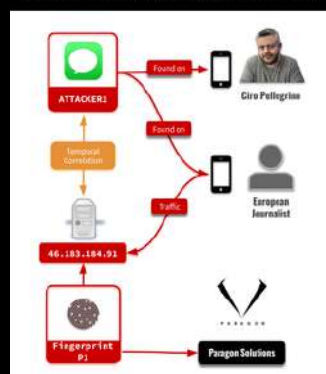 Found on
ATTACKER1
Ciro Pellegrino
Found on
Temporal
Correlation
European
Journalist
Traffic
46.183.184.91
PARAGON
Fingerprint
P1
Paragon Solutions